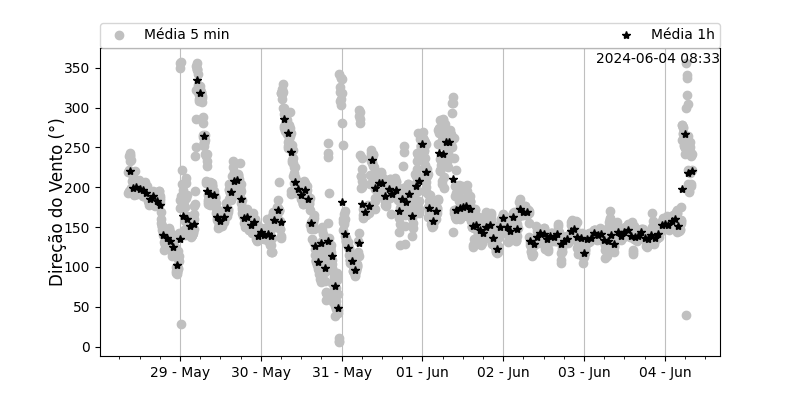 Média 5 min
Média 1h
2024-06-04 08:33
Direção do Vento (°)
350
300
250
200
150
100
50
0
29 - May
30 - May
31 - May
01 - Jun
02 - Jun
03 - Jun
04 - Jun